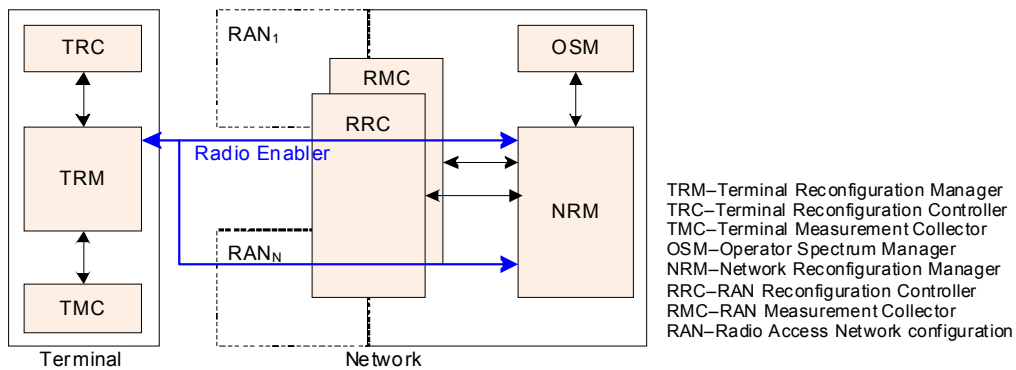 TRC
RAN1
OSM
RMC
RRC
Radio Enabler
TRM
NRM
RANN
TMC
Terminal
Network
TRM–Terminal Reconfiguration Manager
TRC–Terminal Reconfiguration Controller
TMC–Terminal Measurement Collector
OSM–Operator Spectrum Manager
NRM–Network Reconfiguration Manager
RRC–RAN Reconfiguration Controller
RMC–RAN Measurement Collector
RAN–Radio Access Network configuration